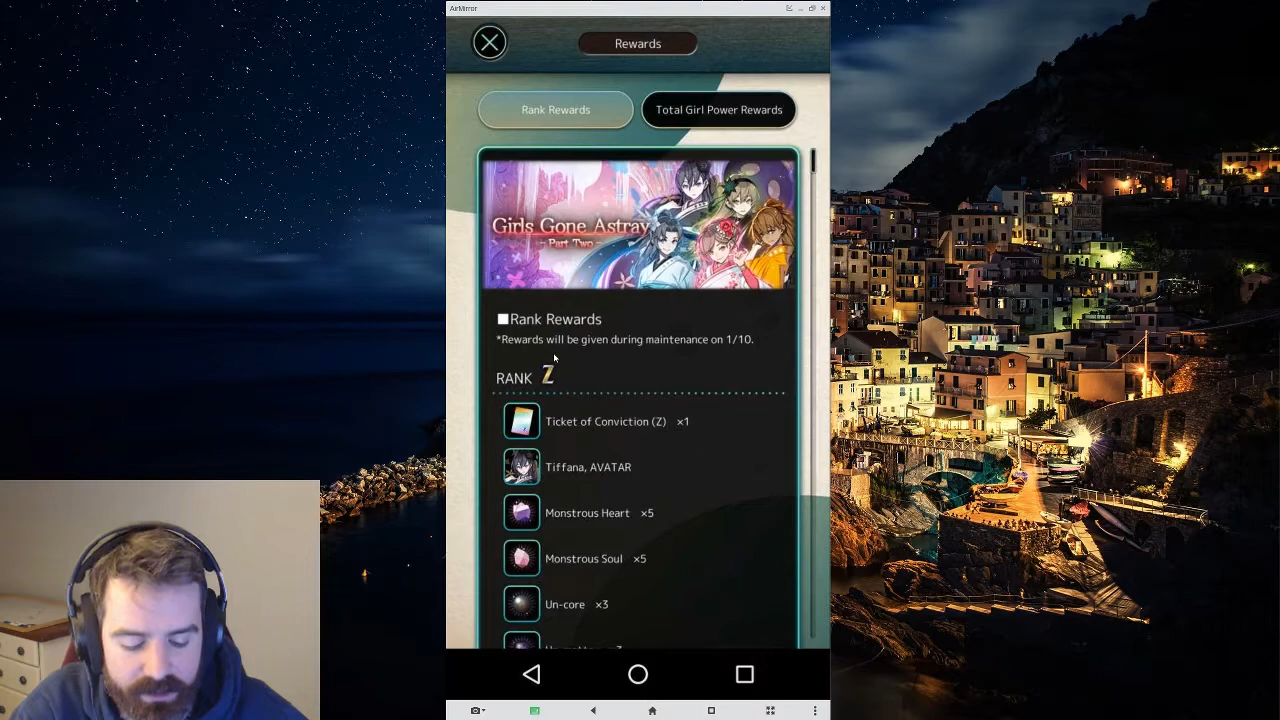 AirMirror
Rewards
Rank Rewards
Total Girl Power Rewards
Girls Gone Astray
~Part Two~
Rank Rewards
*Rewards will be given during maintenance on 1/10.
RANK Z
Ticket of Conviction (Z) ×1
Tiffana, AVATAR
Monstrous Heart ×5
Monstrous Soul ×5
Un-core ×3